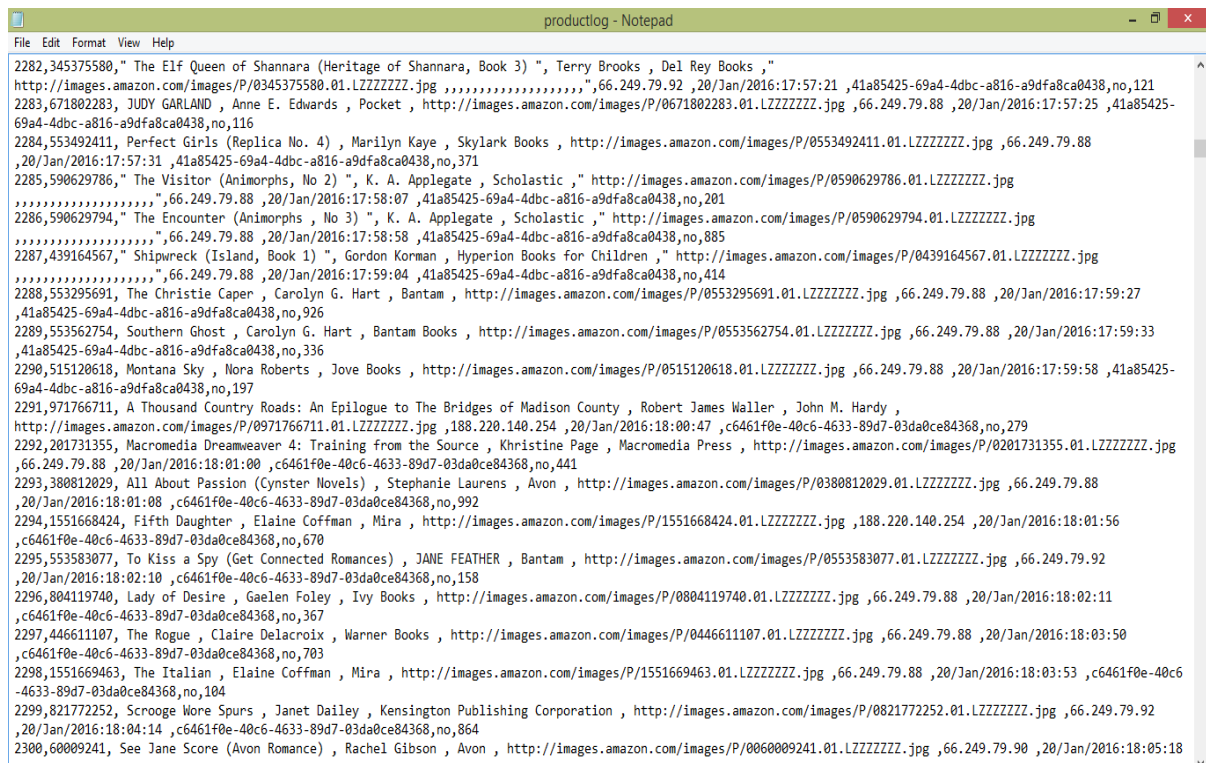 productlog - Notepad
File Edit Format View Help
2282,345375580," The Elf Queen of Shannara (Heritage of Shannara, Book 3) ", Terry Brooks , Del Rey Books ,"
http://images.amazon.com/images/P/0345375580.01.LZZZZZZZ.jpg ,,,,,,,,,,,,,,,,,,,,,",66.249.79.92 ,20/Jan/2016:17:57:21 ,41a85425-69a4-4dbc-a816-a9dfa8ca0438,no,121
2283,671802283, JUDY GARLAND , Anne E. Edwards , Pocket , http://images.amazon.com/images/P/0671802283.01.LZZZZZZZ.jpg ,66.249.79.88 ,20/Jan/2016:17:57:25 ,41a85425-
69a4-4dbc-a816-a9dfa8ca0438,no,116
2284,553492411, Perfect Girls (Replica No. 4) , Marilyn Kaye , Skylark Books , http://images.amazon.com/images/P/0553492411.01.LZZZZZZZ.jpg ,66.249.79.88
,20/Jan/2016:17:57:31 ,41a85425-69a4-4dbc-a816-a9dfa8ca0438,no,371
2285,590629786," The Visitor (Animorphs, No 2) ", K. A. Applegate , Scholastic ," http://images.amazon.com/images/P/0590629786.01.LZZZZZZZ.jpg
,,,,,,,,,,,,,,,,,,,,,",66.249.79.88 ,20/Jan/2016:17:58:07 ,41a85425-69a4-4dbc-a816-a9dfa8ca0438,no,201
2286,590629794," The Encounter (Animorphs , No 3) ", K. A. Applegate , Scholastic ," http://images.amazon.com/images/P/0590629794.01.LZZZZZZZ.jpg
,,,,,,,,,,,,,,,,,,,,,",66.249.79.88 ,20/Jan/2016:17:58:58 ,41a85425-69a4-4dbc-a816-a9dfa8ca0438,no,885
2287,439164567," Shipwreck (Island, Book 1) ", Gordon Korman , Hyperion Books for Children ," http://images.amazon.com/images/P/0439164567.01.LZZZZZZZ.jpg
,,,,,,,,,,,,,,,,,,,,,",66.249.79.88 ,20/Jan/2016:17:59:04 ,41a85425-69a4-4dbc-a816-a9dfa8ca0438,no,414
2288,553295691, The Christie Caper , Carolyn G. Hart , Bantam , http://images.amazon.com/images/P/0553295691.01.LZZZZZZZ.jpg ,66.249.79.88 ,20/Jan/2016:17:59:27
,41a85425-69a4-4dbc-a816-a9dfa8ca0438,no,926
2289,553562754, Southern Ghost , Carolyn G. Hart , Bantam Books , http://images.amazon.com/images/P/0553562754.01.LZZZZZZZ.jpg ,66.249.79.88 ,20/Jan/2016:17:59:33
,41a85425-69a4-4dbc-a816-a9dfa8ca0438,no,336
2290,515120618, Montana Sky , Nora Roberts , Jove Books , http://images.amazon.com/images/P/0515120618.01.LZZZZZZZ.jpg ,66.249.79.88 ,20/Jan/2016:17:59:58 ,41a85425-
69a4-4dbc-a816-a9dfa8ca0438,no,197
2291,971766711, A Thousand Country Roads: An Epilogue to The Bridges of Madison County , Robert James Waller , John M. Hardy ,
http://images.amazon.com/images/P/0971766711.01.LZZZZZZZ.jpg ,188.220.140.254 ,20/Jan/2016:18:00:47 ,c6461f0e-40c6-4633-89d7-03da0ce84368,no,279
2292,201731355, Macromedia Dreamweaver 4: Training from the Source , Khristine Page , Macromedia Press , http://images.amazon.com/images/P/0201731355.01.LZZZZZZZ.jpg
,66.249.79.88 ,20/Jan/2016:18:01:00 ,c6461f0e-40c6-4633-89d7-03da0ce84368,no,441
2293,380812029, All About Passion (Cynster Novels) , Stephanie Laurens , Avon , http://images.amazon.com/images/P/0380812029.01.LZZZZZZZ.jpg ,66.249.79.88
,20/Jan/2016:18:01:08 ,c6461f0e-40c6-4633-89d7-03da0ce84368,no,992
2294,1551668424, Fifth Daughter , Elaine Coffman , Mira , http://images.amazon.com/images/P/1551668424.01.LZZZZZZZ.jpg ,188.220.140.254 ,20/Jan/2016:18:01:56
,c6461f0e-40c6-4633-89d7-03da0ce84368,no,670
2295,553583077, To Kiss a Spy (Get Connected Romances) , JANE FEATHER , Bantam , http://images.amazon.com/images/P/0553583077.01.LZZZZZZZ.jpg ,66.249.79.92
,20/Jan/2016:18:02:10 ,c6461f0e-40c6-4633-89d7-03da0ce84368,no,158
2296,804119740, Lady of Desire , Gaelen Foley , Ivy Books , http://images.amazon.com/images/P/0804119740.01.LZZZZZZZ.jpg ,66.249.79.88 ,20/Jan/2016:18:02:11
,c6461f0e-40c6-4633-89d7-03da0ce84368,no,367
2297,446611107, The Rogue , Claire Delacroix , Warner Books , http://images.amazon.com/images/P/0446611107.01.LZZZZZZZ.jpg ,66.249.79.88 ,20/Jan/2016:18:03:50
,c6461f0e-40c6-4633-89d7-03da0ce84368,no,703
2298,1551669463, The Italian , Elaine Coffman , Mira , http://images.amazon.com/images/P/1551669463.01.LZZZZZZZ.jpg ,66.249.79.88 ,20/Jan/2016:18:03:53 ,c6461f0e-40c6
-4633-89d7-03da0ce84368,no,104
2299,821772252, Scrooge Wore Spurs , Janet Dailey , Kensington Publishing Corporation , http://images.amazon.com/images/P/0821772252.01.LZZZZZZZ.jpg ,66.249.79.92
,20/Jan/2016:18:04:14 ,c6461f0e-40c6-4633-89d7-03da0ce84368,no,864
2300,60009241, See Jane Score (Avon Romance) , Rachel Gibson , Avon , http://images.amazon.com/images/P/0060009241.01.LZZZZZZZ.jpg ,66.249.79.90 ,20/Jan/2016:18:05:18